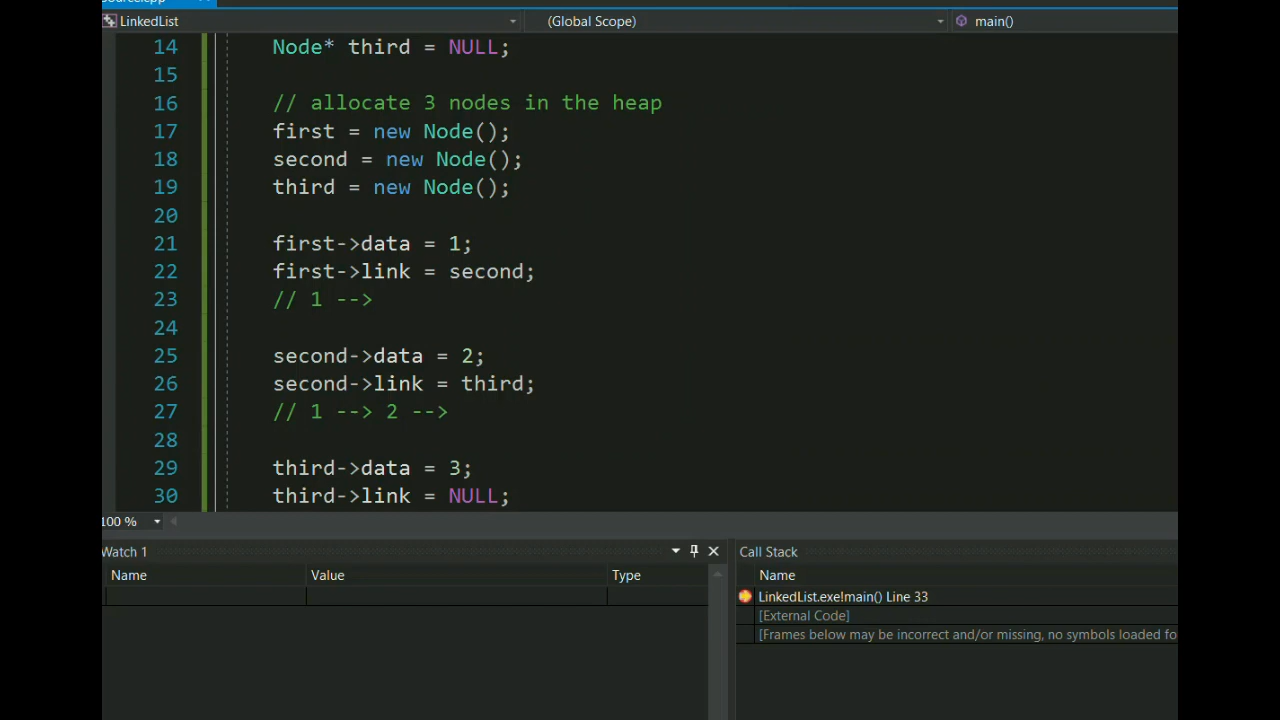 LinkedList (Global Scope) main()
14 Node* third = NULL;
15
16 // allocate 3 nodes in the heap
17 first = new Node();
18 second = new Node();
19 third = new Node();
20
21 first->data = 1;
22 first->link = second;
23 // 1 -->
24
25 second->data = 2;
26 second->link = third;
27 // 1 --> 2 -->
28
29 third->data = 3;
30 third->link = NULL;
100 %
Watch 1
Name Value Type
Call Stack
Name
LinkedList.exe!main() Line 33
[External Code]
[Frames below may be incorrect and/or missing, no symbols loaded fo